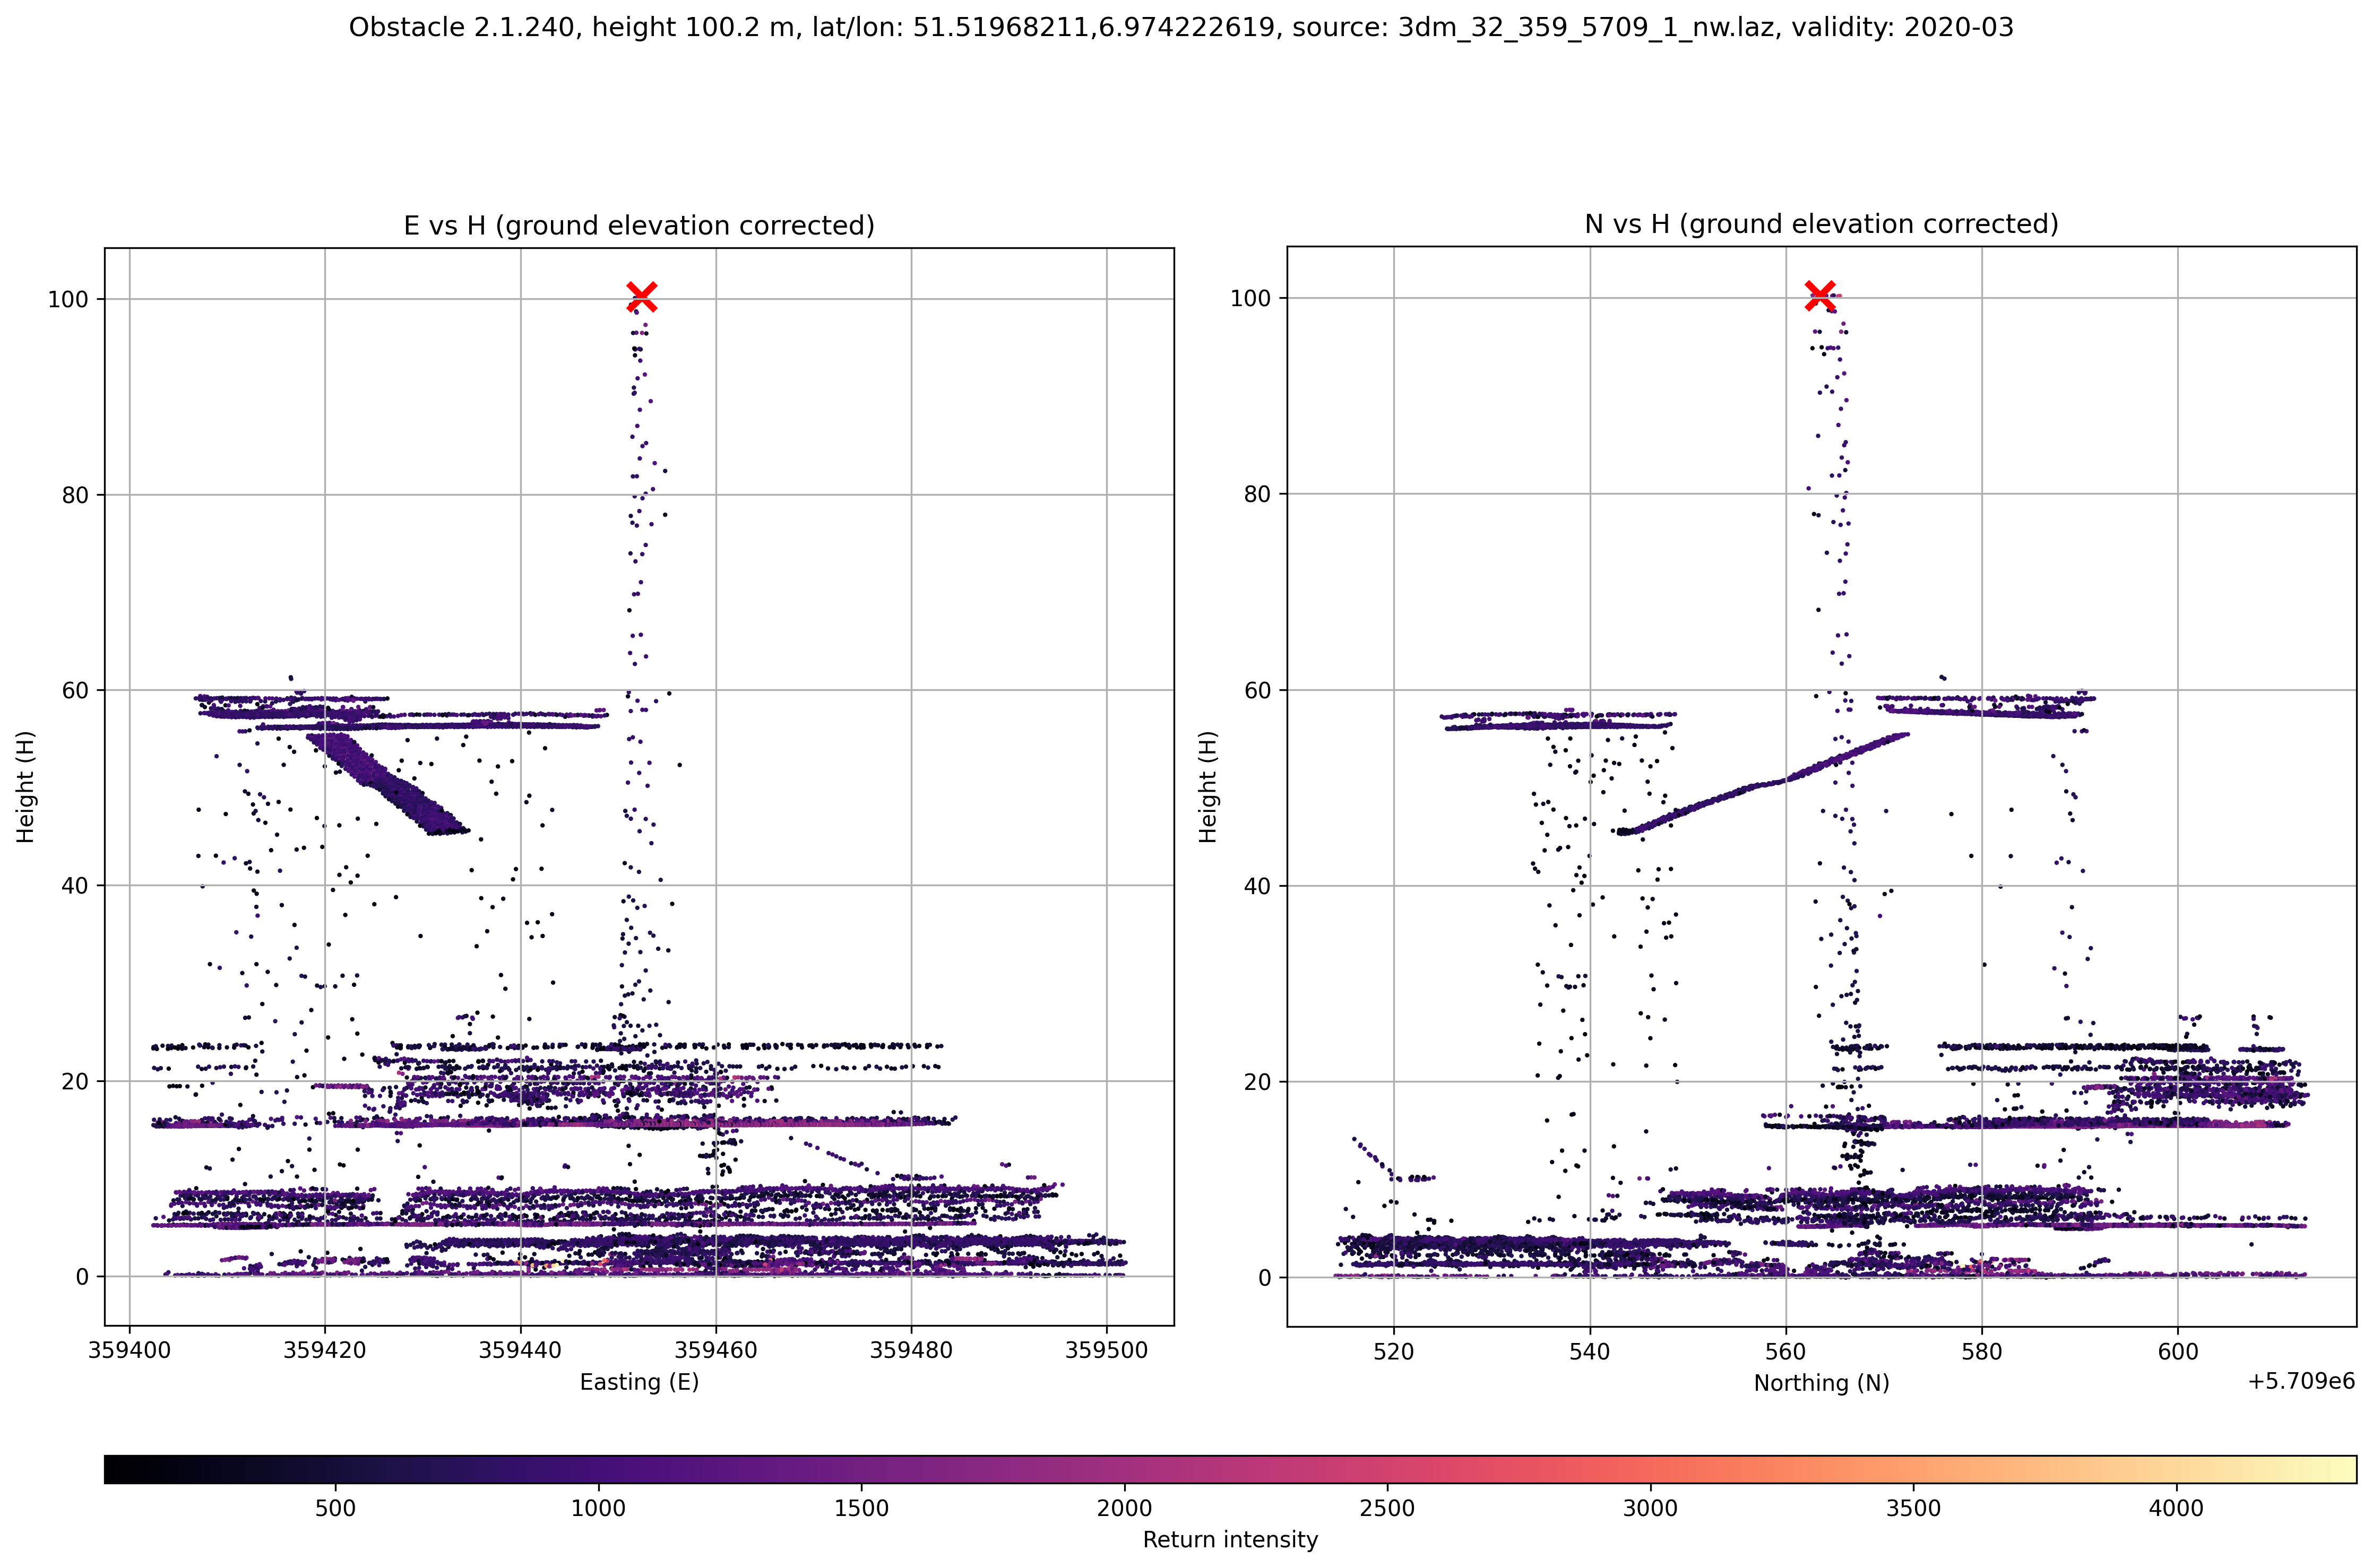 Obstacle 2.1.240, height 100.2 m, lat/lon: 51.51968211,6.974222619, source: 3dm_32_359_5709_1_nw.laz, validity: 2020-03
E vs H (ground elevation corrected)
Height (H)
100
80
60
40
20
0
359400 359420 359440 359460 359480 359500
Easting (E)
N vs H (ground elevation corrected)
Height (H)
100
80
60
40
20
0
520 540 560 580 600
+5.709e6
Northing (N)
500 1000 1500 2000 2500 3000 3500 4000
Return intensity